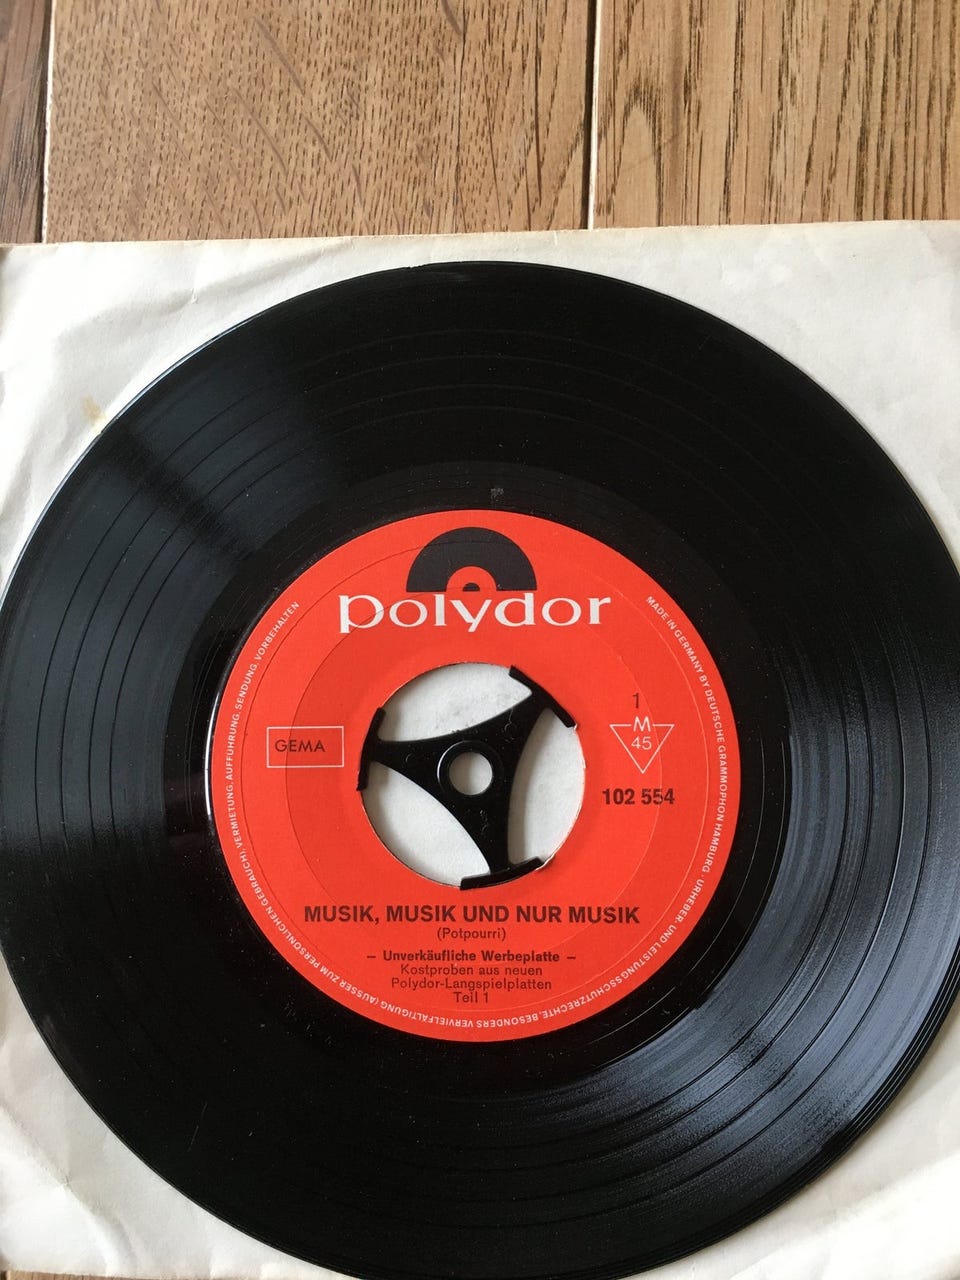 polydor
GEMA
1
M
45
102 554
MUSIK, MUSIK UND NUR MUSIK
(Potpourri)
– Unverkäufliche Werbeplatte –
Kostproben aus neuen
Polydor-Langspielplatten
Teil 1
MADE IN GERMANY BY DEUTSCHE GRAMMOPHON HAMBURG · URHEBER- UND LEISTUNGSSCHUTZRECHTE, BESONDERS VERVIELFÄLTIGUNG (AUSSER ZUM PERSÖNLICHEN GEBRAUCH), VERMIETUNG, AUFFÜHRUNG, SENDUNG VORBEHALTEN